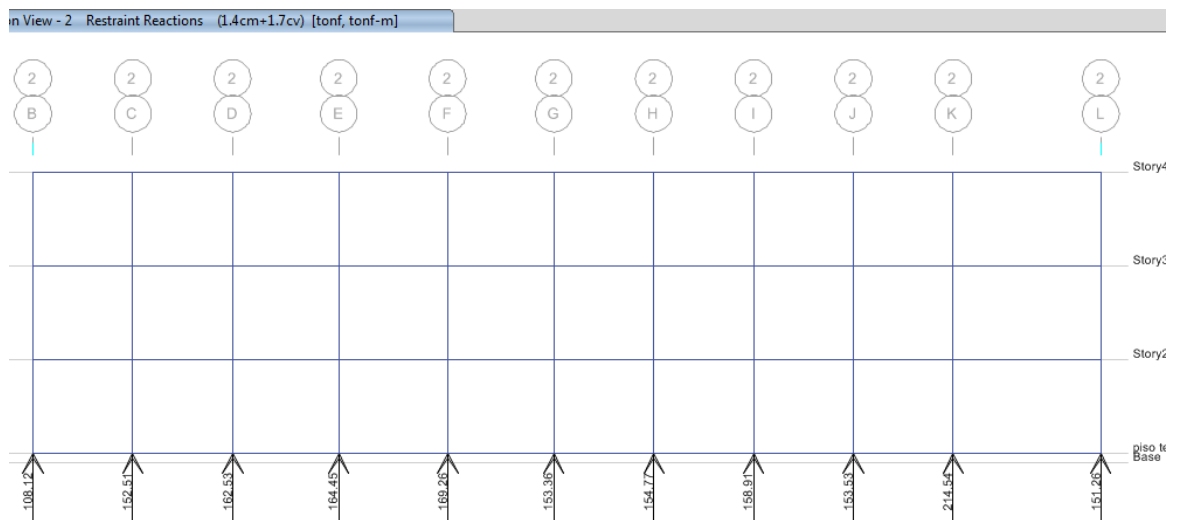 n View - 2 Restraint Reactions (1.4cm+1.7cv) [tonf, tonf-m]
2 2 2 2 2 2 2 2 2 2 2
B C D E F G H I J K L
Story4
Story3
Story2
piso te
Base
108.12 152.51 162.53 164.45 169.26 153.36 154.77 158.91 153.53 214.54 151.26